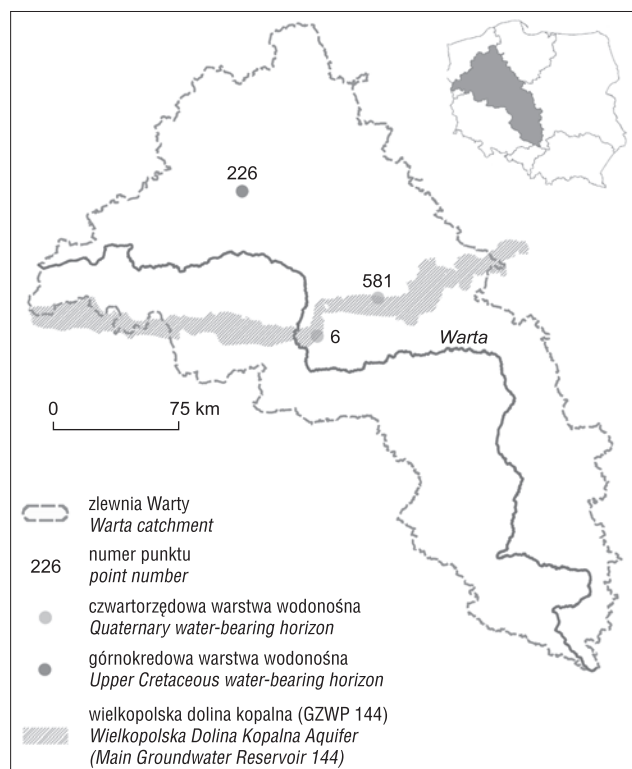 226
581
6
Warta
0 75 km
zlewnia Warty
Warta catchment
226
numer punktu
point number
czwartorzędowa warstwa wodonośna
Quaternary water-bearing horizon
górnokredowa warstwa wodonośna
Upper Cretaceous water-bearing horizon
wielkopolska dolina kopalna (GZWP 144)
Wielkopolska Dolina Kopalna Aquifer
(Main Groundwater Reservoir 144)